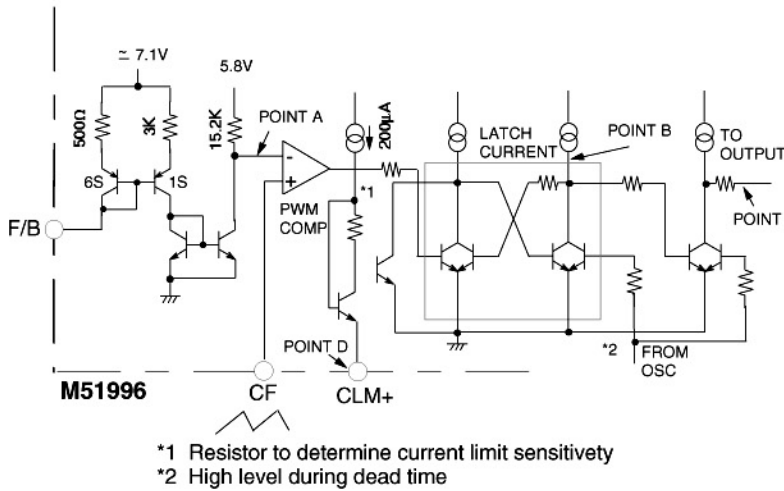 ≃ 7.1V
5.8V
500Ω
3K
15.2K
POINT A
200µA
LATCH
CURRENT
POINT B
TO
OUTPUT
6S
1S
-
+
*1
PWM
COMP
POINT
F/B
POINT D
*2
FROM
OSC
M51996
CF
CLM+
*1 Resistor to determine current limit sensitivety
*2 High level during dead time